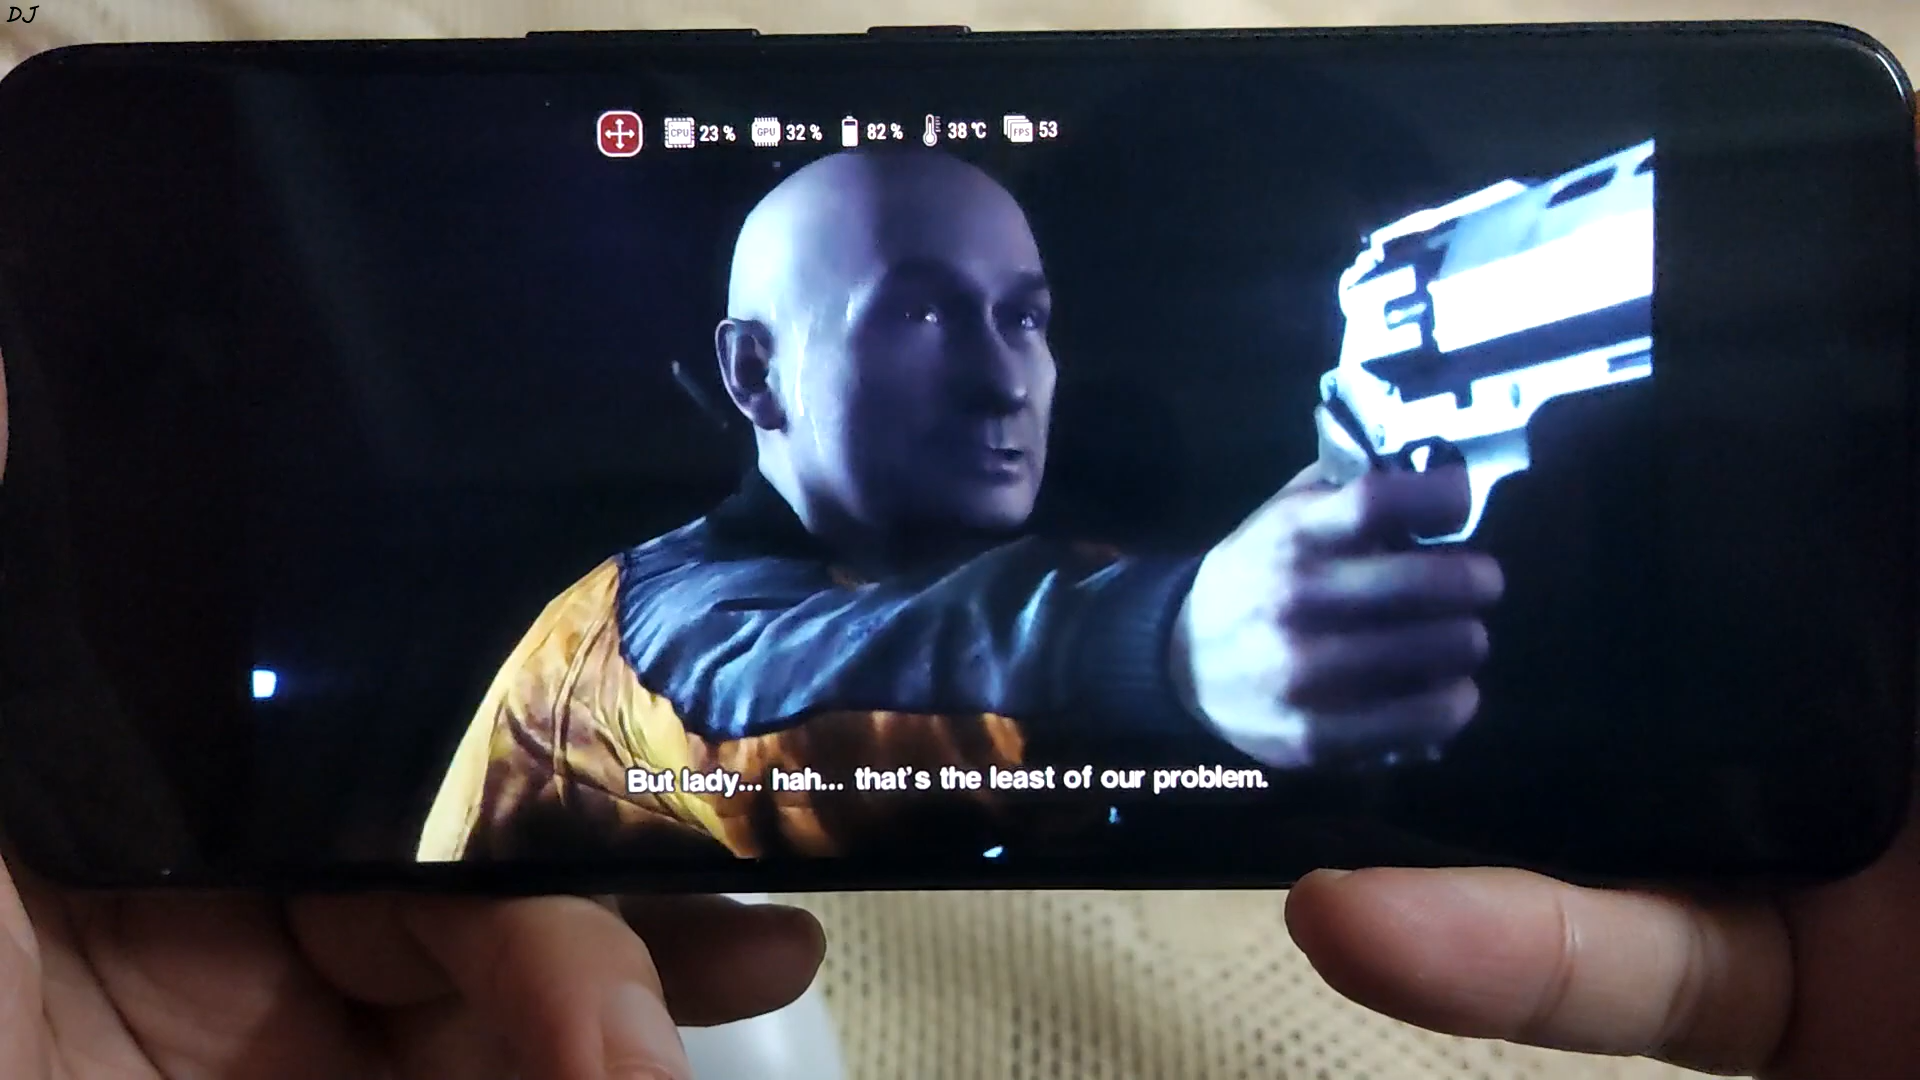 DJ
CPU 23 % GPU 32 % 82 % 38 °C FPS 53
But lady... hah... that's the least of our problem.